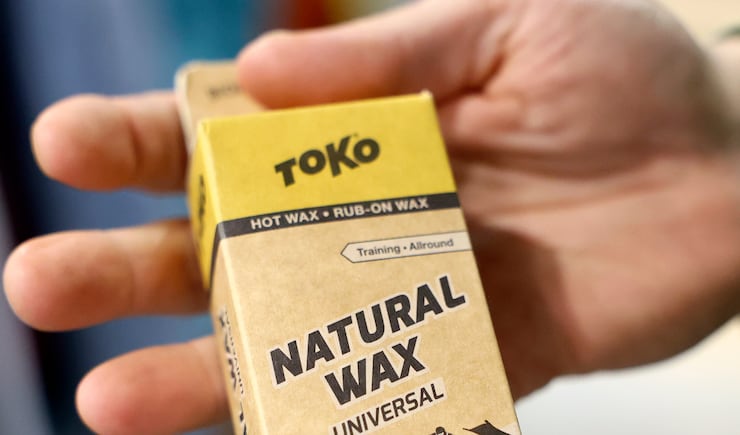 TOKO
HOT WAX • RUB-ON WAX
Training • Allround
NATURAL
WAX
UNIVERSAL